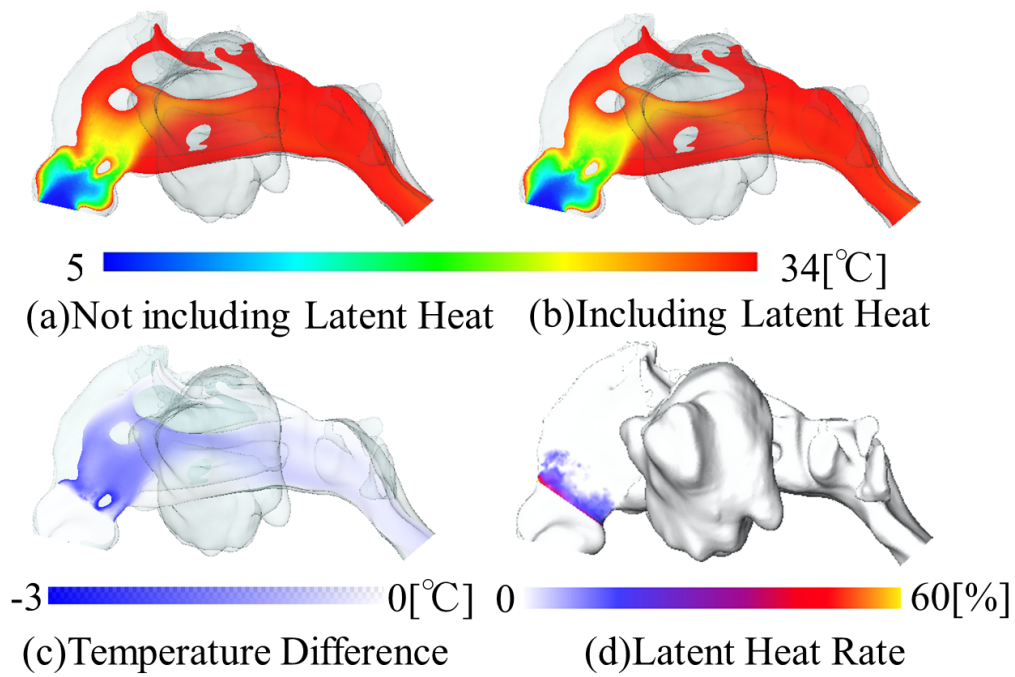 5 34[℃]
(a)Not including Latent Heat (b)Including Latent Heat
-3 0[℃] 0 60[%]
(c)Temperature Difference (d)Latent Heat Rate